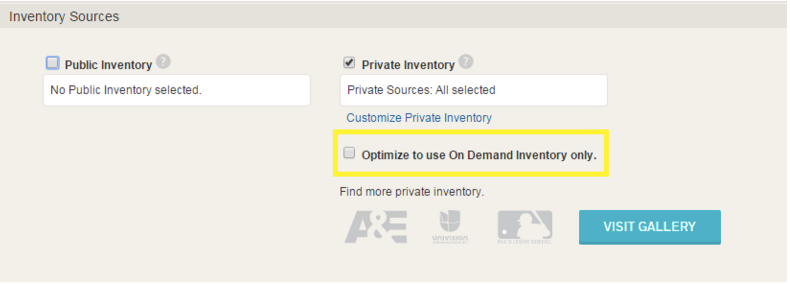 Inventory Sources
Public Inventory ?
No Public Inventory selected.
Private Inventory ?
Private Sources: All selected
Customize Private Inventory
Optimize to use On Demand Inventory only.
Find more private inventory.
A&E
UNIVISION
VISIT GALLERY